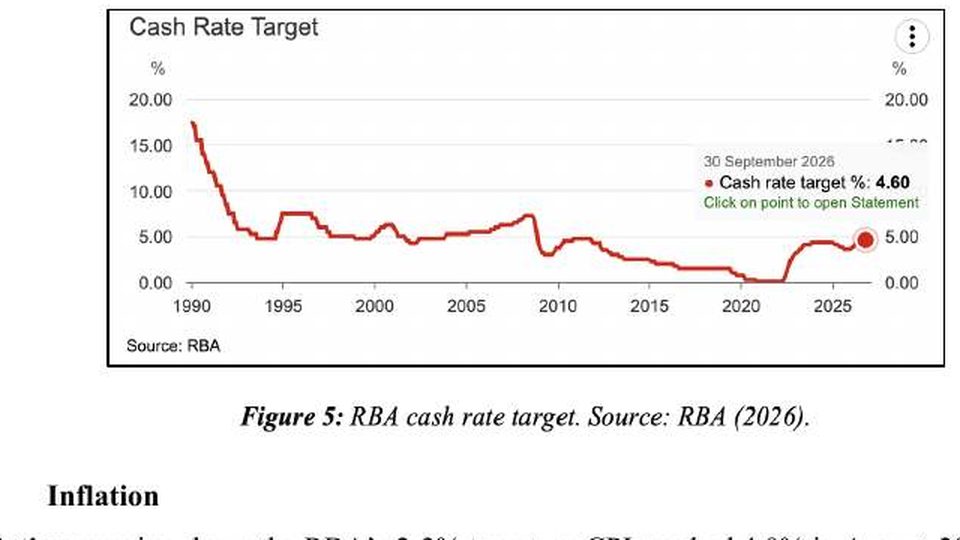 Cash Rate Target
% %
20.00 20.00
15.00
30 September 2026
Cash rate target %: 4.60
Click on point to open Statement
10.00
5.00 5.00
0.00 0.00
1990 1995 2000 2005 2010 2015 2020 2025
Source: RBA
Figure 5: RBA cash rate target. Source: RBA (2026).
Inflation